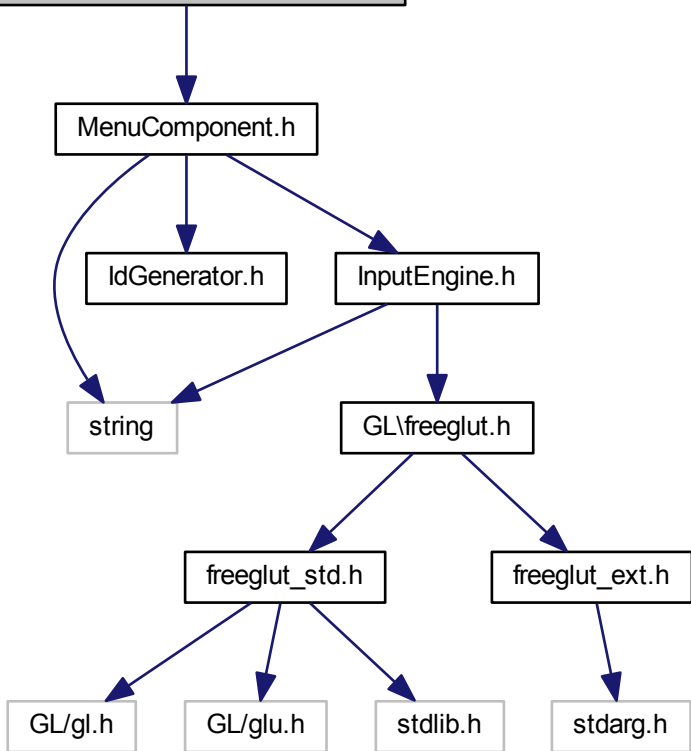 MenuComponent.h
IdGenerator.h
InputEngine.h
string
GL\freeglut.h
freeglut_std.h
freeglut_ext.h
GL/gl.h
GL/glu.h
stdlib.h
stdarg.h